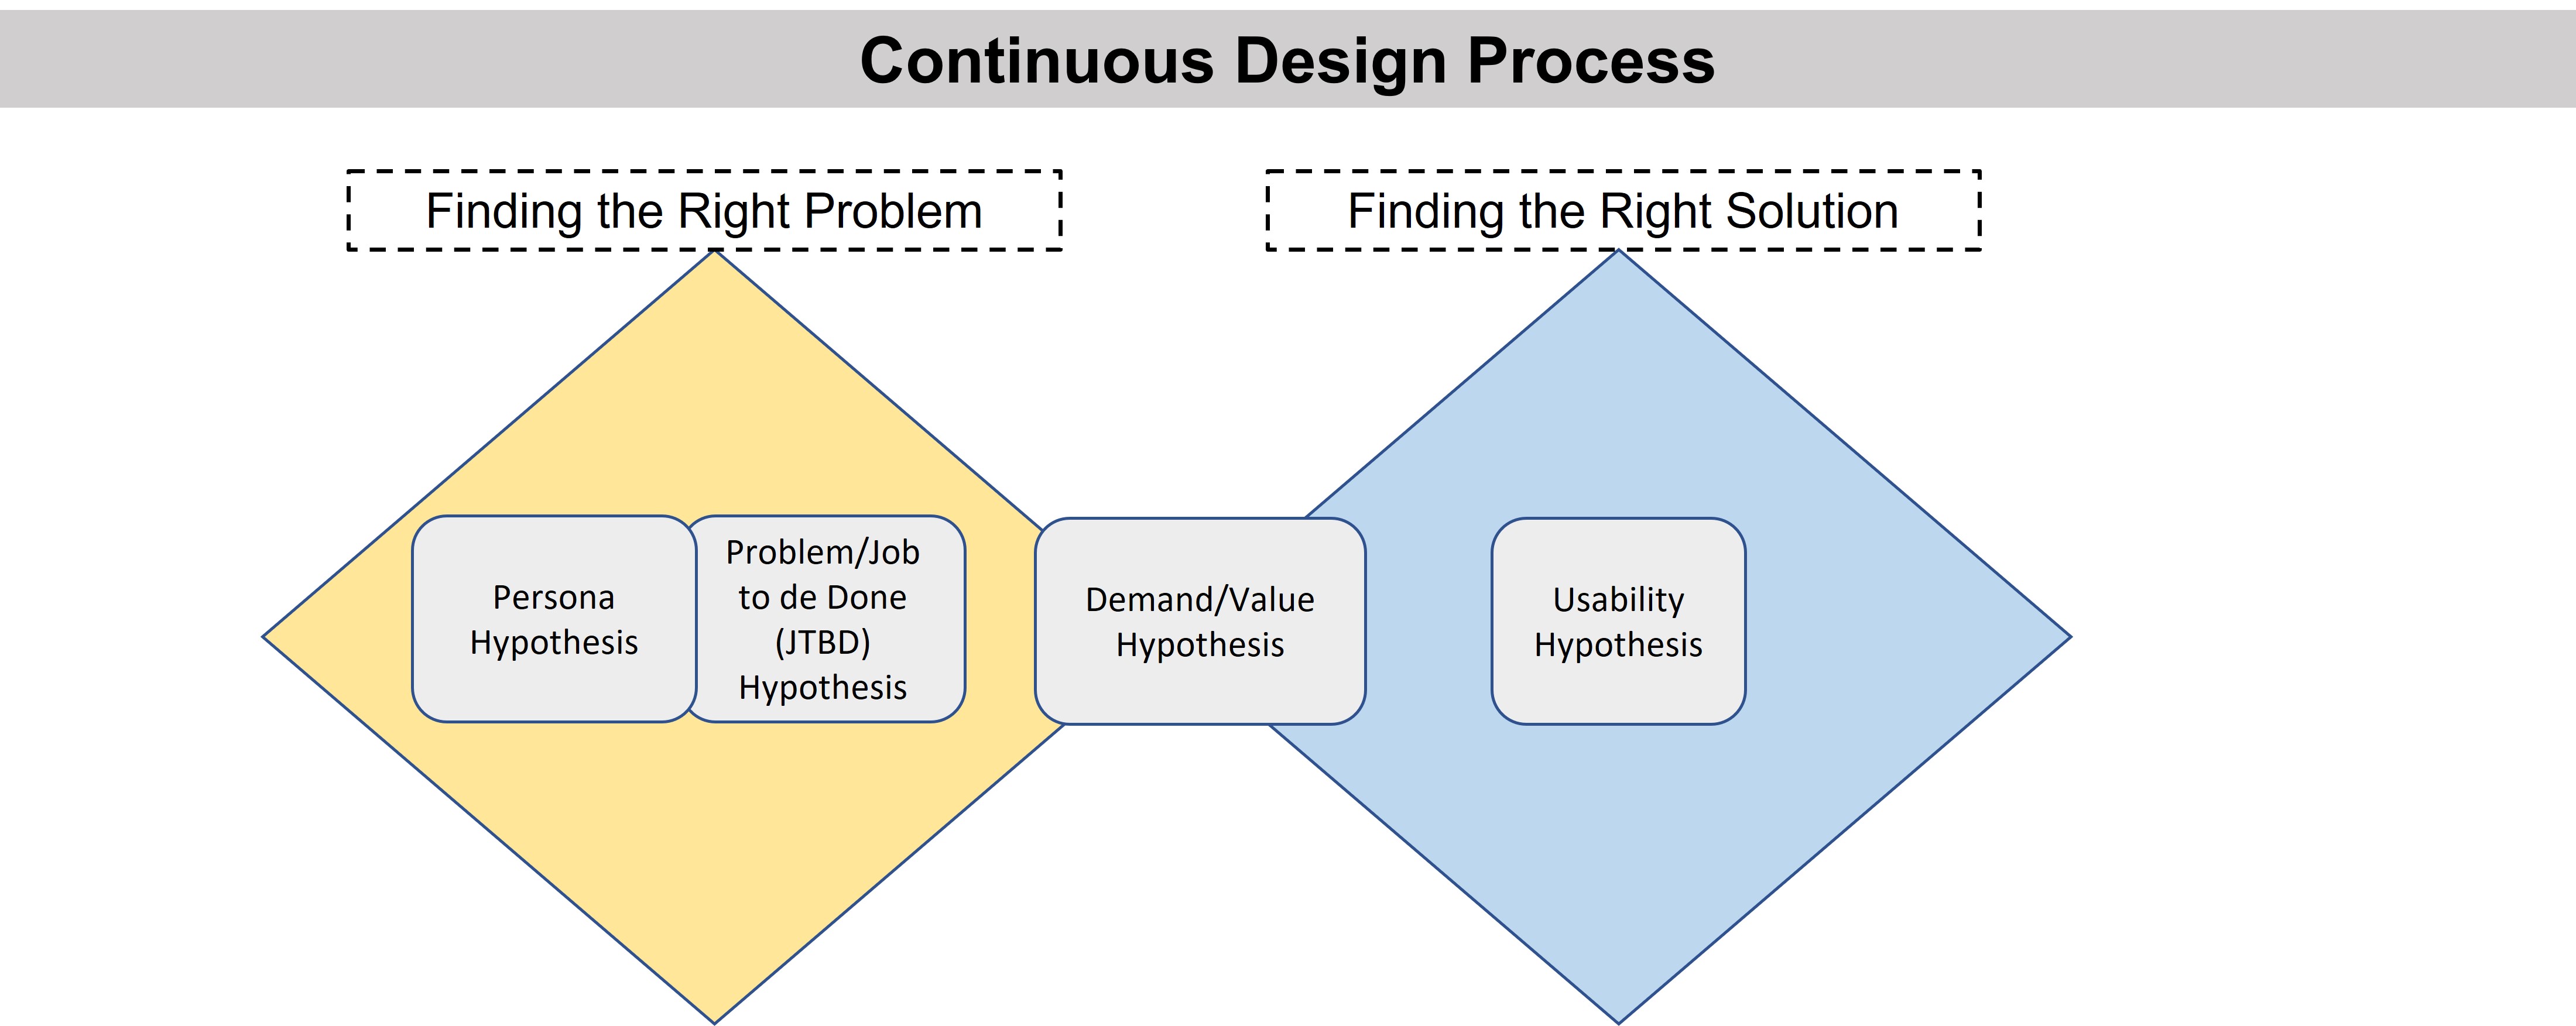 Continuous Design Process
Finding the Right Problem
Finding the Right Solution
Persona
Hypothesis
Problem/Job
to de Done
(JTBD)
Hypothesis
Demand/Value
Hypothesis
Usability
Hypothesis